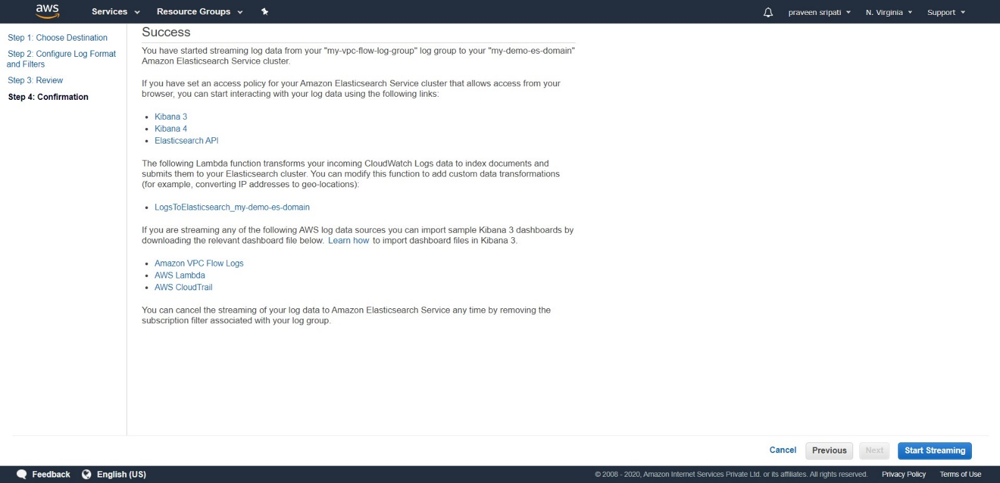 aws Services Resource Groups praveen sripati N. Virginia Support
Step 1: Choose Destination
Step 2: Configure Log Format
and Filters
Step 3: Review
Step 4: Confirmation
Success
You have started streaming log data from your "my-vpc-flow-log-group" log group to your "my-demo-es-domain"
Amazon Elasticsearch Service cluster.
If you have set an access policy for your Amazon Elasticsearch Service cluster that allows access from your
browser, you can start interacting with your log data using the following links:
• Kibana 3
• Kibana 4
• Elasticsearch API
The following Lambda function transforms your incoming CloudWatch Logs data to index documents and
submits them to your Elasticsearch cluster. You can modify this function to add custom data transformations
(for example, converting IP addresses to geo-locations):
• LogsToElasticsearch_my-demo-es-domain
If you are streaming any of the following AWS log data sources you can import sample Kibana 3 dashboards by
downloading the relevant dashboard file below. Learn how to import dashboard files in Kibana 3.
• Amazon VPC Flow Logs
• AWS Lambda
• AWS CloudTrail
You can cancel the streaming of your log data to Amazon Elasticsearch Service any time by removing the
subscription filter associated with your log group.
Cancel Previous Next Start Streaming
Feedback English (US) © 2008 - 2020, Amazon Internet Services Private Ltd. or its affiliates. All rights reserved. Privacy Policy Terms of Use